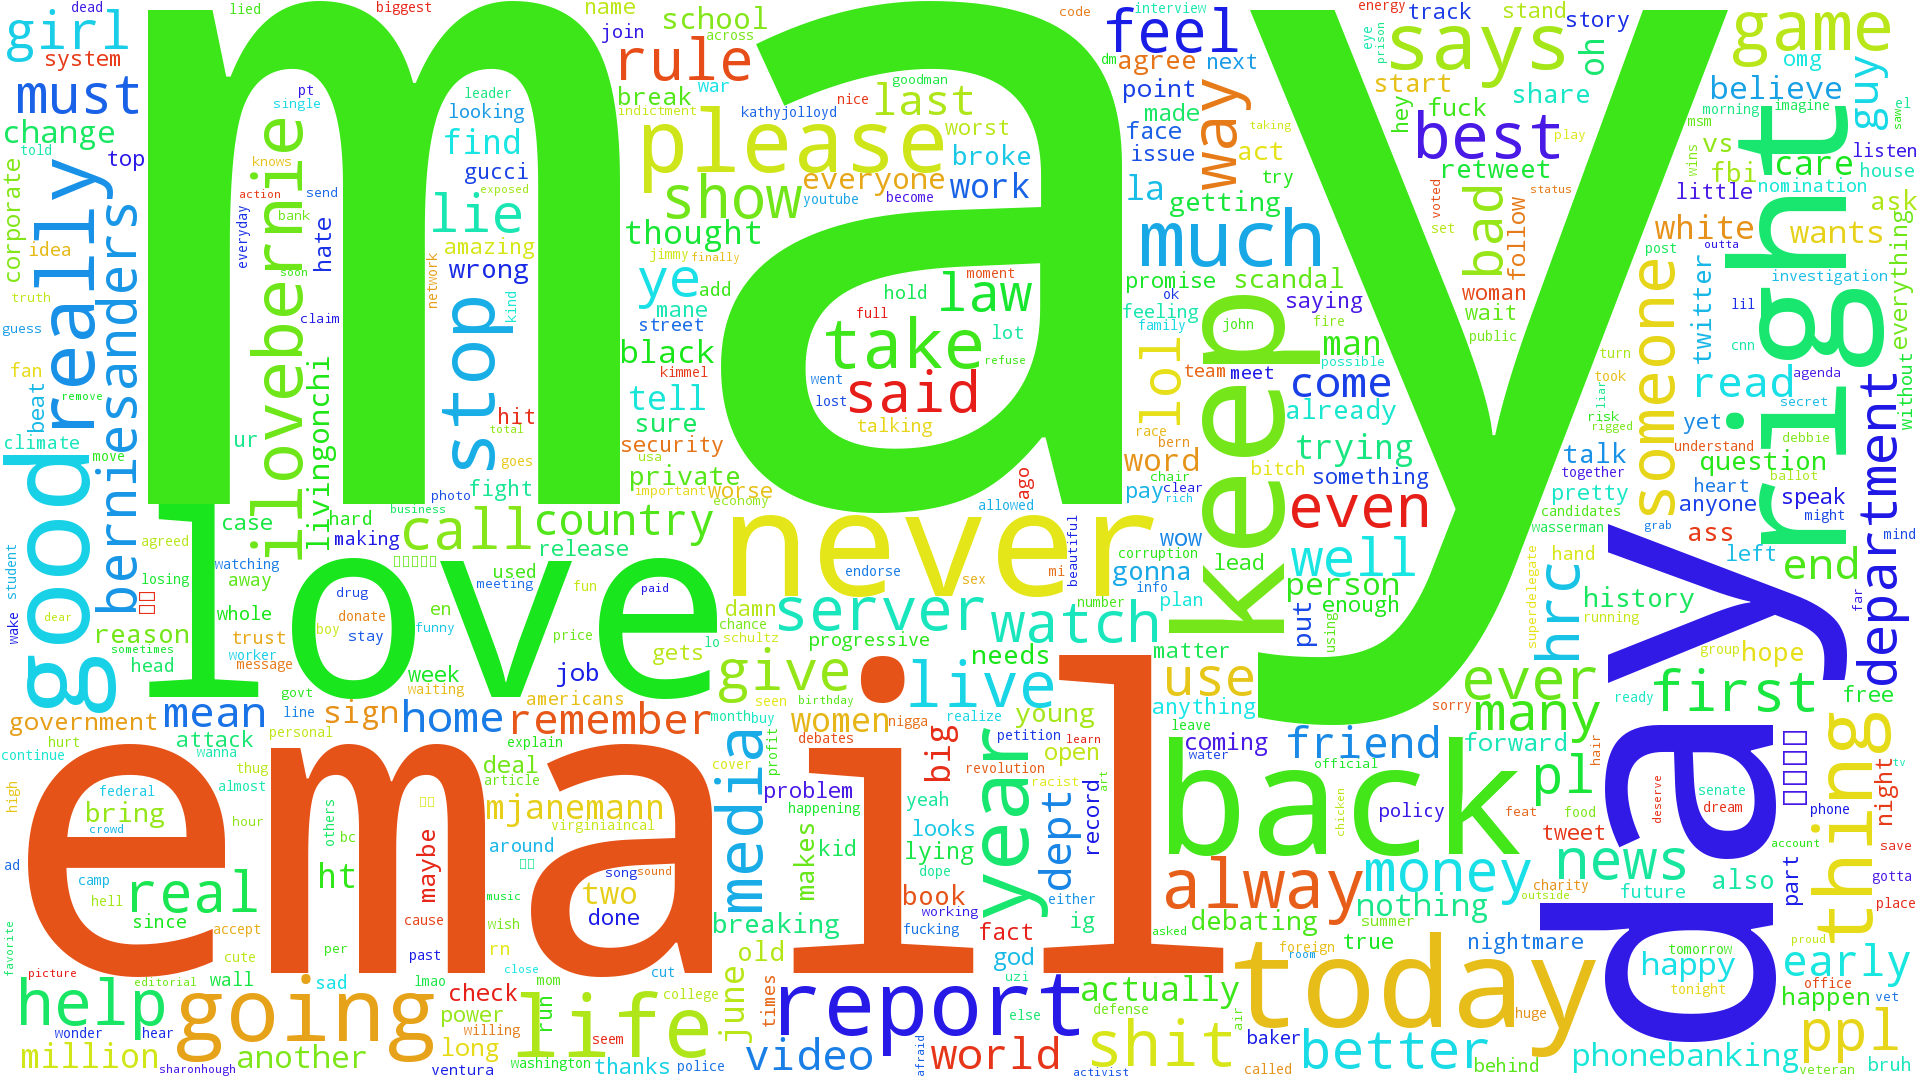 may
email
love
day
right
keep
never
good
back
today
please
life
report
going
really
take
much
says
best
game
feel
rule
girl
must
change
school
system
name
join
lied
biggest
dead
code
interview
energy
track
stand
story
oh
omg
believe
guy
start
share
agree
next
dm
point
made
face
issue
la
way
act
try
taking
getting
promise
scandal
saying
feeling
family
ok
fire
john
team
meet
possible
man
come
already
trying
something
even
well
person
enough
lead
put
using
last
worst
broke
work
everyone
youtube
become
show
thought
ye
add
mane
street
black
kimmel
tell
sure
security
private
worse
usa
important
economy
law
hold
lot
moment
full
refuse
said
went
lost
talking
allowed
ago
break
war
across
indictment
kathyjolloyd
nice
goodman
jimmy
finally
find
looking
leader
gucci
exposed
lie
amazing
wrong
network
kind
stop
hit
total
goes
fight
photo
business
pt
single
knows
send
action
bank
everyday
hate
soon
claim
ilovebernie
livingonchi
ur
berniesanders
top
told
corporate
idea
truth
guess
fan
remove
beat
climate
move
fuck
hey
retweet
bad
follow
voted
status
set
woman
wait
public
vs
fbi
msm
morning
imagine
play
wins
care
little
nomination
listen
house
ask
white
wants
post
outta
investigation
everything
someone
twitter
lil
cnn
agenda
without
turn
took
liar
risk
rigged
read
secret
yet
debbie
understand
question
ballot
talk
together
pretty
candidates
wasserman
heart
anyone
speak
might
ass
grab
left
mind
end
department
far
history
running
hand
superdelegate
hrc
group
hope
ready
first
free
lol
race
bern
word
chair
pay
clear
rich
bitch
wow
corruption
gonna
mi
info
plan
number
beautiful
matter
call
country
release
case
hard
making
agreed
losing
watching
away
used
meeting
fun
paid
drug
donate
stay
funny
boy
en
whole
reason
sometimes
head
trust
worker
message
student
wake
dear
price
endorse
sex
server
watch
damn
chance
schultz
lo
progressive
needs
gets
give
live
use
anything
ever
many
sorry
week
job
waiting
americans
seen
birthday
govt
line
government
mean
sign
home
remember
month
buy
women
nigga
realize
young
leave
hurt
attack
personal
explain
deal
article
continue
wanna
thug
almost
high
federal
bring
crowd
hour
others
bc
mjanemann
virginiaincal
media
profit
cover
debates
petition
learn
open
big
revolution
racist
art
year
problem
happening
yeah
looks
lying
dope
makes
kid
dept
record
coming
water
friend
official
forward
pl
hair
policy
feat
food
chicken
tweet
deserve
senate
dream
phone
night
tv
thing
save
account
gotta
place
part
ad
camp
hell
real
since
accept
ht
maybe
cause
per
past
around
song
sound
two
done
music
wish
rn
breaking
book
working
fucking
either
ig
fact
god
asked
alway
money
nothing
debating
summer
true
news
future
also
charity
outside
nightmare
foreign
room
favorite
picture
editorial
cute
wall
sad
lmao
check
close
mom
cut
old
college
uzi
actually
help
wonder
hear
power
willing
run
seem
june
times
else
defense
air
huge
happy
tomorrow
tonight
proud
early
office
happen
vet
million
sharonhough
another
ventura
long
washington
thanks
police
video
afraid
world
activist
shit
called
baker
better
behind
phonebanking
ppl
veteran
bruh
eye
prison
el